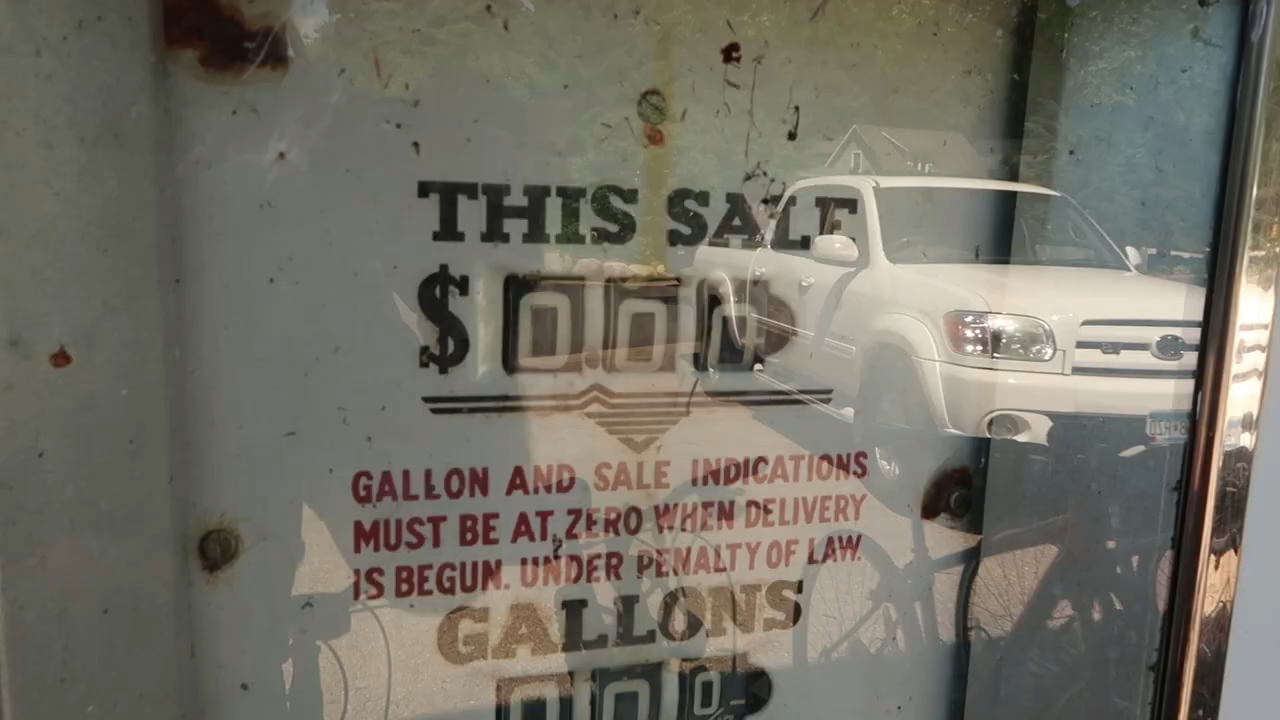 THIS SALE
$ 0.00
GALLON AND SALE INDICATIONS
MUST BE AT ZERO WHEN DELIVERY
IS BEGUN. UNDER PENALTY OF LAW.
GALLONS
000